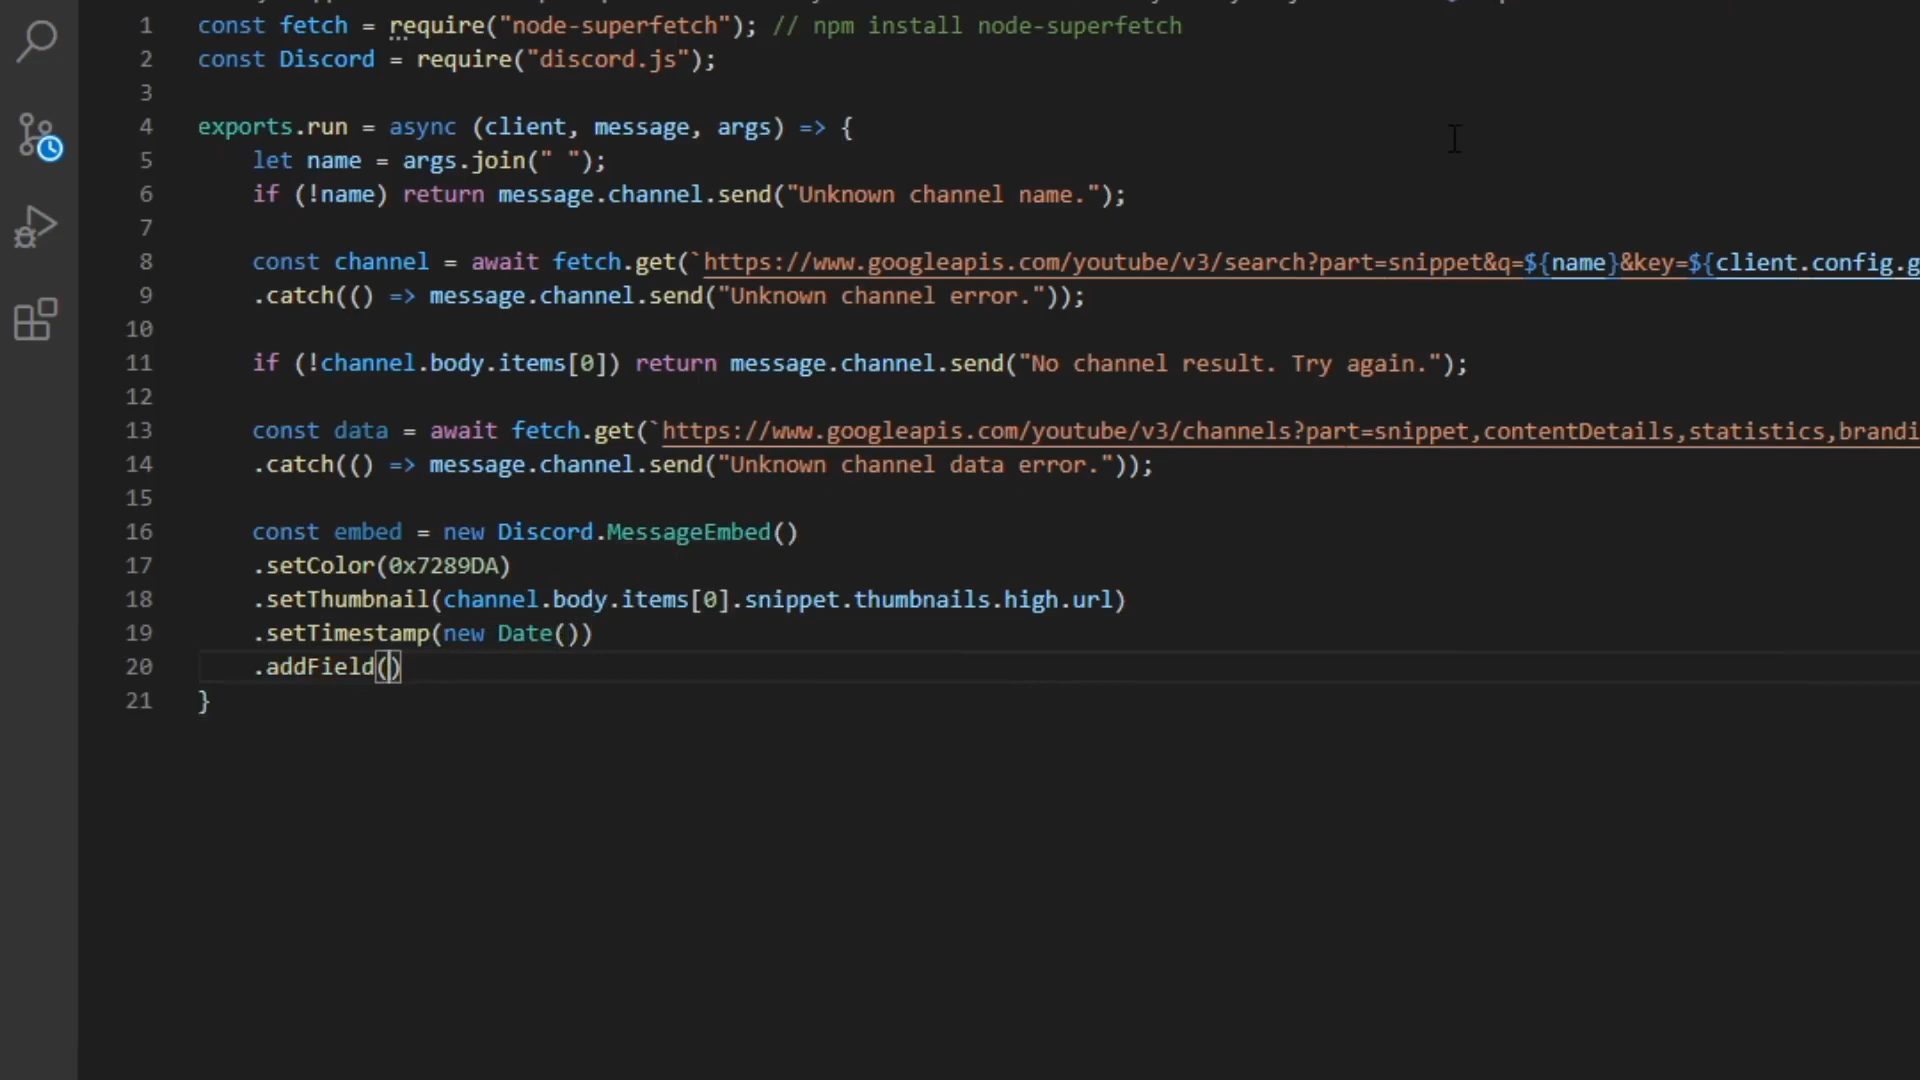 1 const fetch = require("node-superfetch"); // npm install node-superfetch
2 const Discord = require("discord.js");
3
4 exports.run = async (client, message, args) => {
5 let name = args.join(" ");
6 if (!name) return message.channel.send("Unknown channel name.");
7
8 const channel = await fetch.get(`https://www.googleapis.com/youtube/v3/search?part=snippet&q=${name}&key=${client.config.g
9 .catch(() => message.channel.send("Unknown channel error."));
10
11 if (!channel.body.items[0]) return message.channel.send("No channel result. Try again.");
12
13 const data = await fetch.get(`https://www.googleapis.com/youtube/v3/channels?part=snippet,contentDetails,statistics,brandi
14 .catch(() => message.channel.send("Unknown channel data error."));
15
16 const embed = new Discord.MessageEmbed()
17 .setColor(0x7289DA)
18 .setThumbnail(channel.body.items[0].snippet.thumbnails.high.url)
19 .setTimestamp(new Date())
20 .addField()
21 }